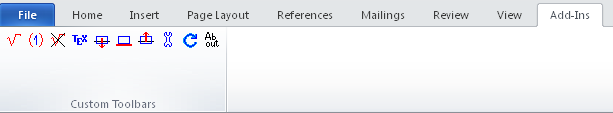 File Home Insert Page Layout References Mailings Review View Add-Ins
(1) TEX Ab out
Custom Toolbars